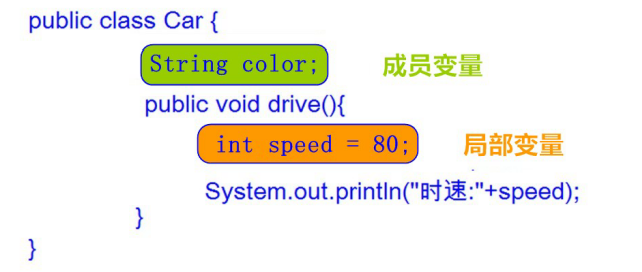 public class Car {
String color; 成员变量
public void drive(){
int speed = 80; 局部变量
System.out.println("时速:"+speed);
}
}